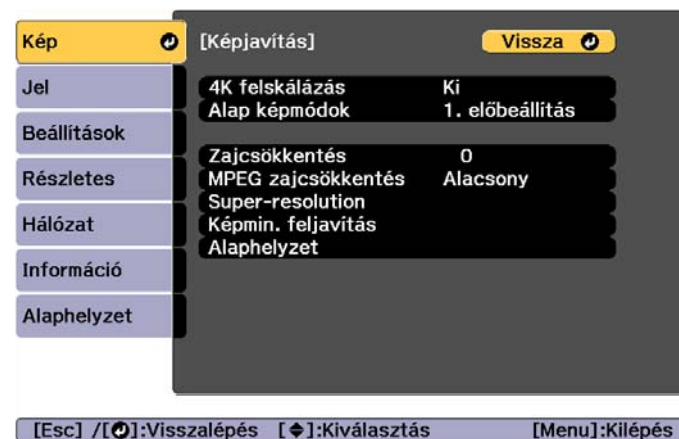 Kép
Jel
Beállítások
Részletes
Hálózat
Információ
Alaphelyzet
[Képjavítás] Vissza
4K felskálázás Ki
Alap képmódok 1. előbeállítás
Zajcsökkentés 0
MPEG zajcsökkentés Alacsony
Super-resolution
Képmin. feljavítás
Alaphelyzet
[Esc] /[]:Visszalépés []:Kiválasztás [Menu]:Kilépés